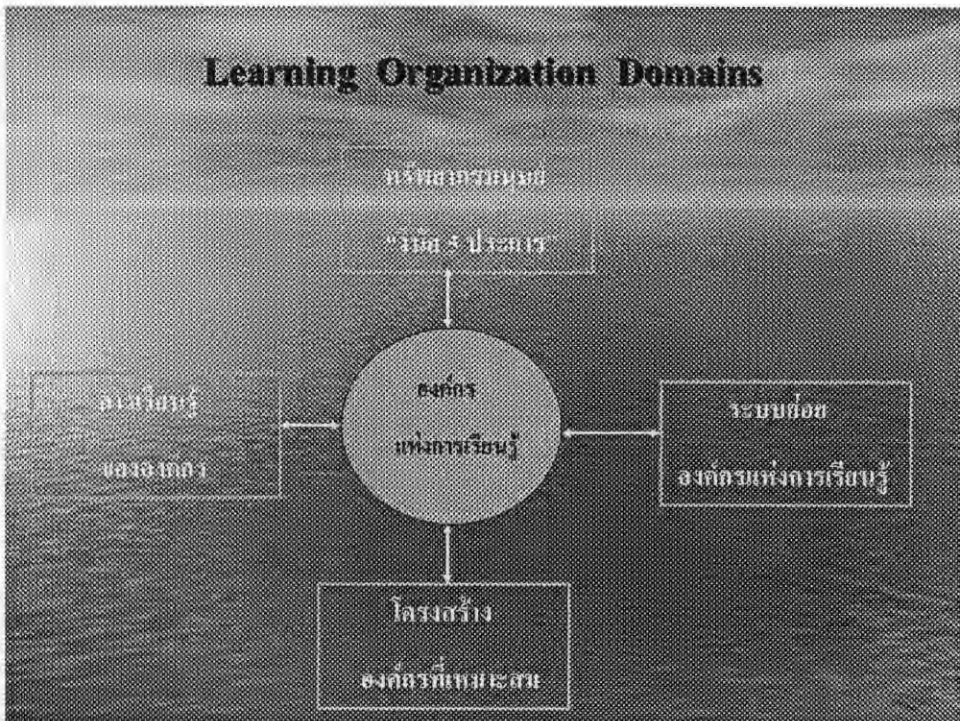 Learning Organization Domains
ทรัพยากรมนุษย์
"วินัย 5 ประการ"
องค์กร
แห่งการเรียนรู้
การเรียนรู้
ขององค์กร
ระบบย่อย
องค์กรแห่งการเรียนรู้
โครงสร้าง
องค์กรที่เหมาะสม